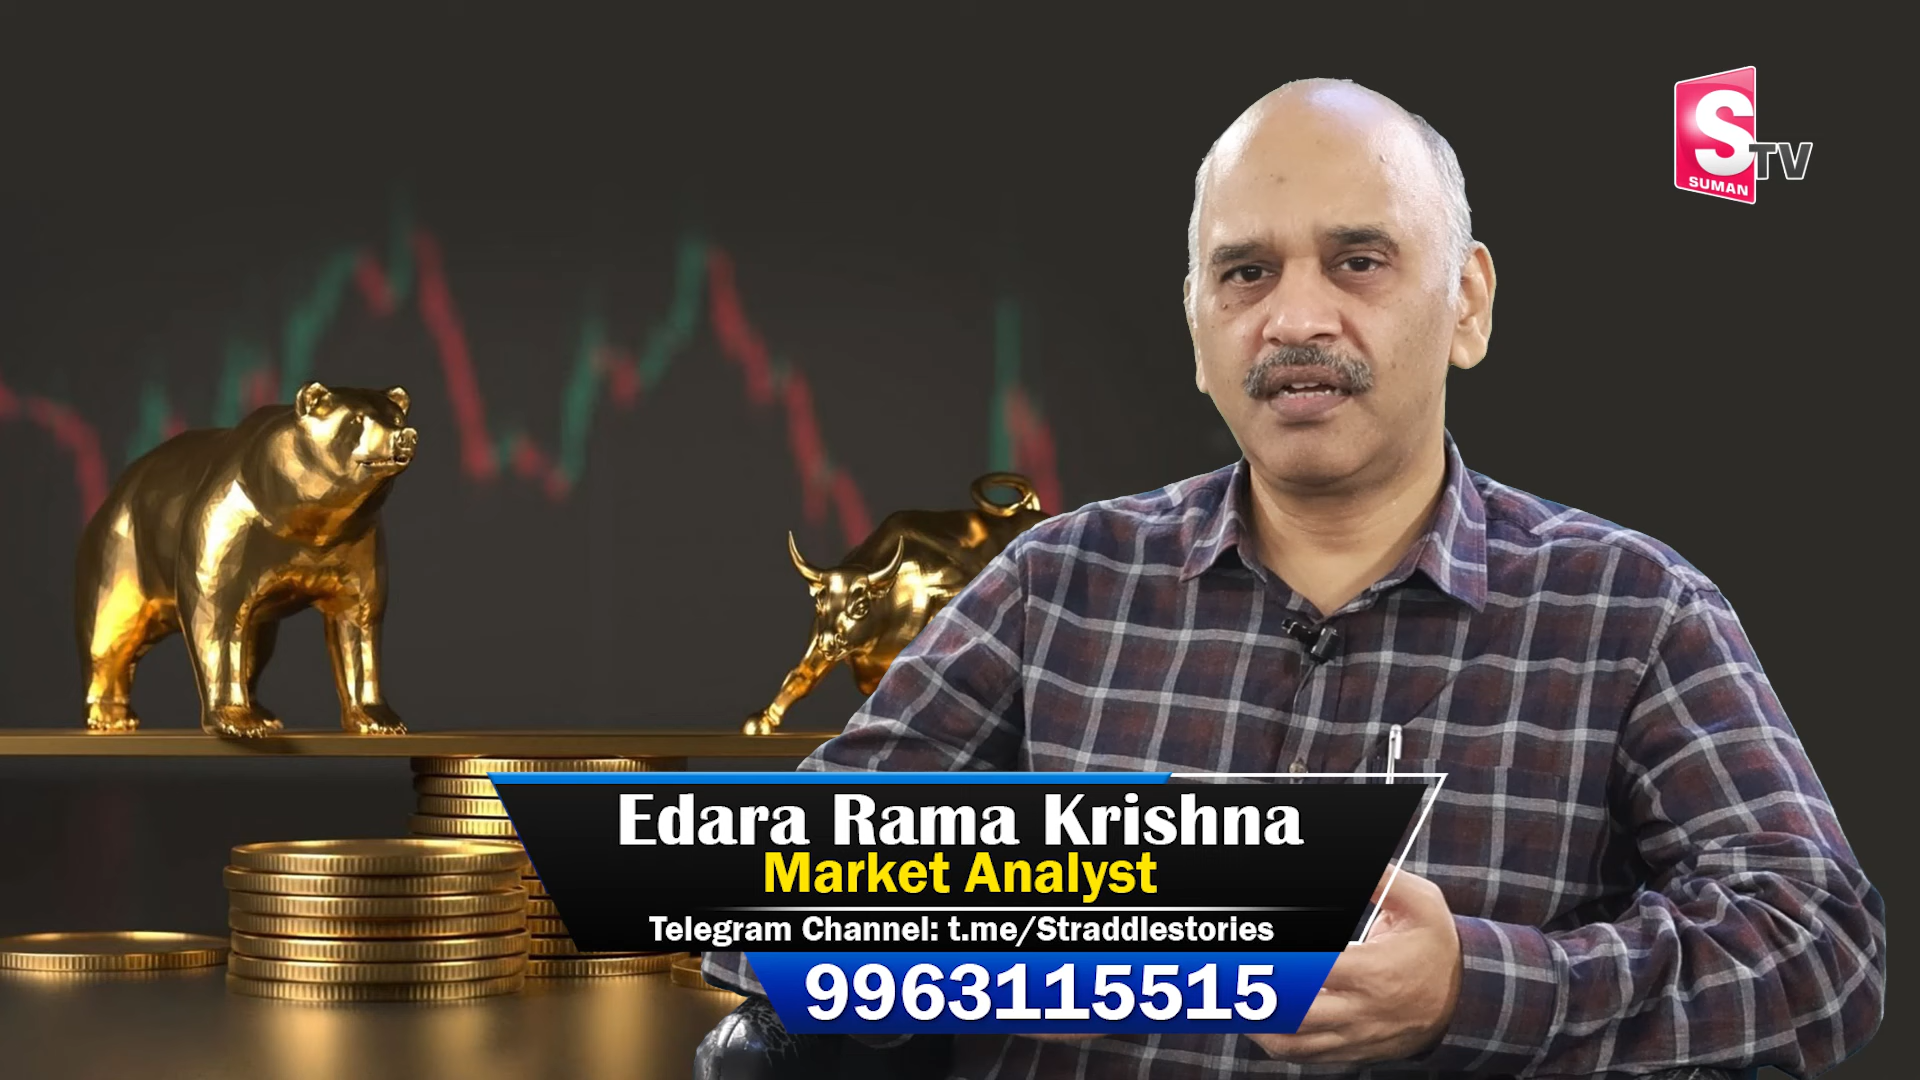 S TV
SUMAN
Edara Rama Krishna
Market Analyst
Telegram Channel: t.me/Straddlestories
9963115515